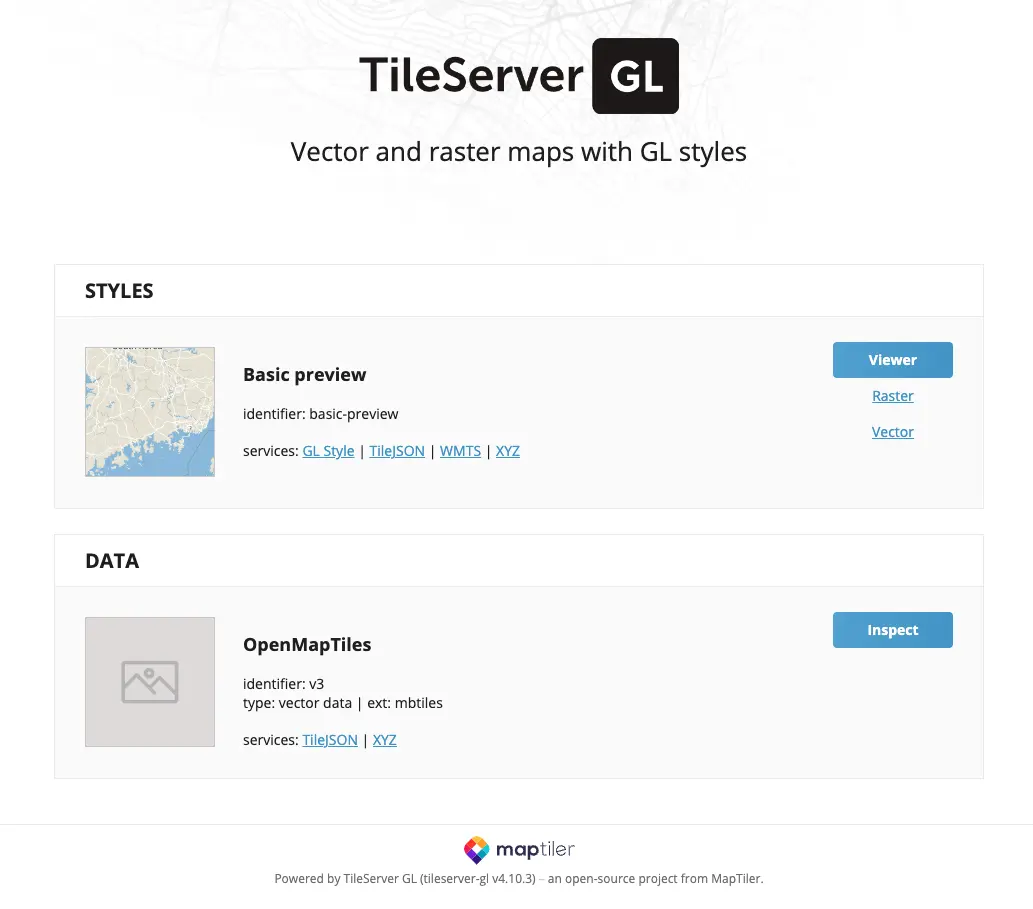 TileServer GL
Vector and raster maps with GL styles
STYLES
Basic preview
identifier: basic-preview
services: GL Style | TileJSON | WMTS | XYZ
Viewer
Raster
Vector
DATA
OpenMapTiles
identifier: v3
type: vector data | ext: mbtiles
services: TileJSON | XYZ
Inspect
maptiler
Powered by TileServer GL (tileserver-gl v4.10.3) – an open-source project from MapTiler.